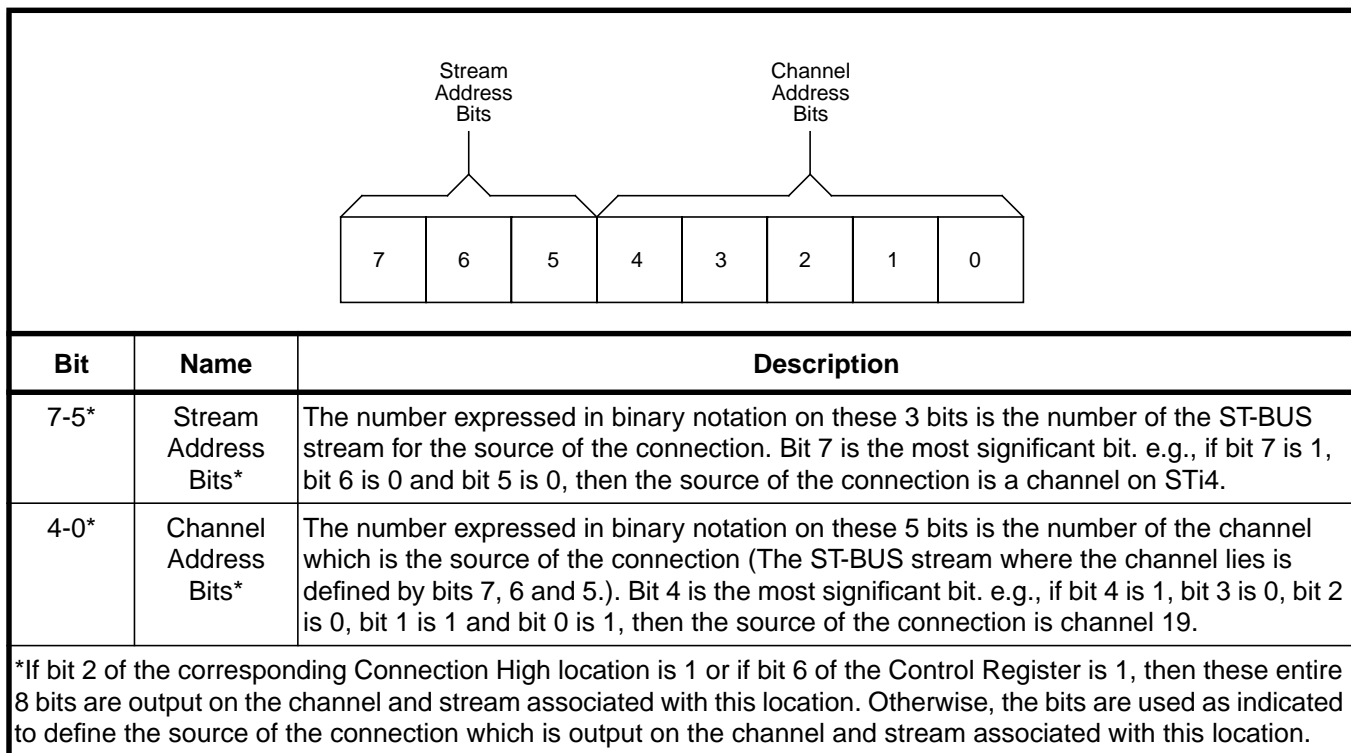 Stream
Address
Bits
Channel
Address
Bits
7 6 5 4 3 2 1 0
Bit Name Description
7-5* Stream Address Bits* The number expressed in binary notation on these 3 bits is the number of the ST-BUS
stream for the source of the connection. Bit 7 is the most significant bit. e.g., if bit 7 is 1,
bit 6 is 0 and bit 5 is 0, then the source of the connection is a channel on STi4.
4-0* Channel Address Bits* The number expressed in binary notation on these 5 bits is the number of the channel
which is the source of the connection (The ST-BUS stream where the channel lies is
defined by bits 7, 6 and 5.). Bit 4 is the most significant bit. e.g., if bit 4 is 1, bit 3 is 0, bit 2
is 0, bit 1 is 1 and bit 0 is 1, then the source of the connection is channel 19.
*If bit 2 of the corresponding Connection High location is 1 or if bit 6 of the Control Register is 1, then these entire
8 bits are output on the channel and stream associated with this location. Otherwise, the bits are used as indicated
to define the source of the connection which is output on the channel and stream associated with this location.